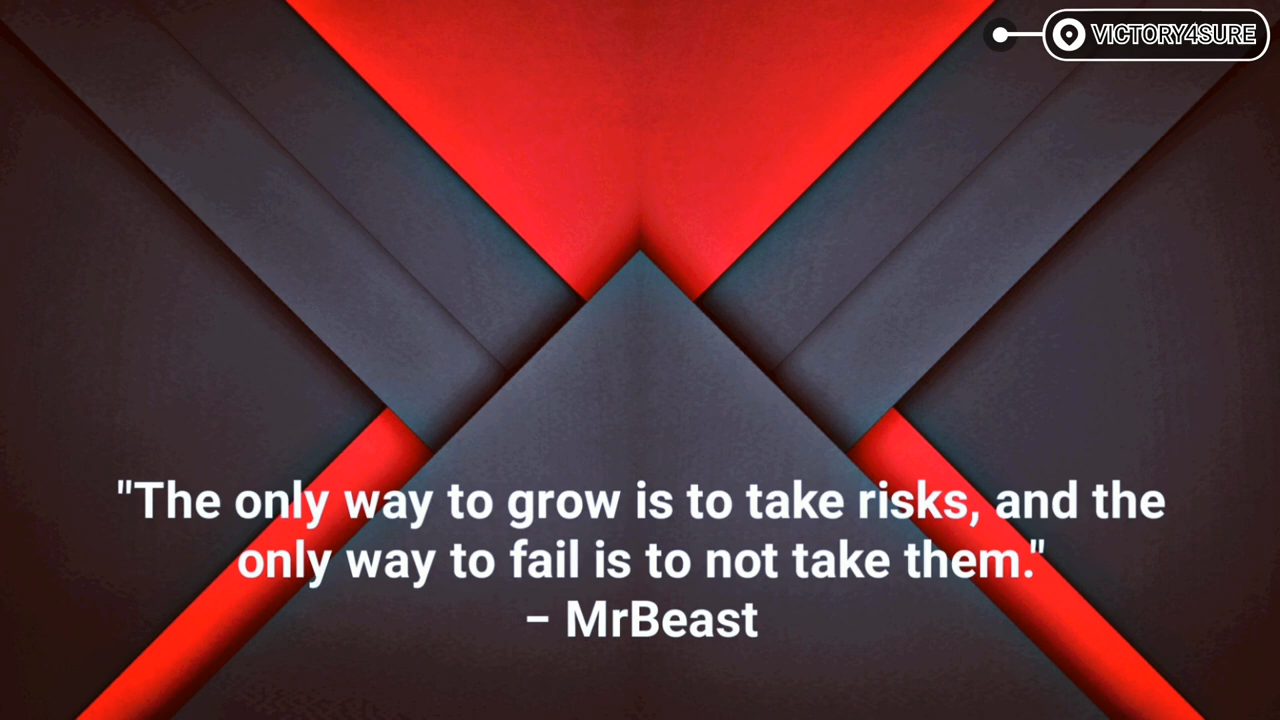 VICTORY4SURE
"The only way to grow is to take risks, and the
only way to fail is to not take them."
– MrBeast